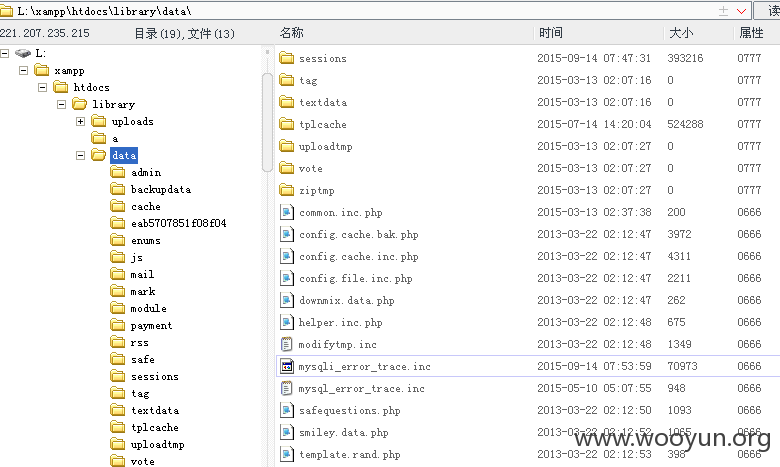 L:\xampp\htdocs\library\data\ 读
221.207.235.215 目录(19),文件(13) 名称 时间 大小 属性
L:
xampp
htdocs
library
uploads
a
data
admin
backupdata
cache
eab5707851f08f04
enums
js
mail
mark
module
payment
rss
safe
sessions
tag
textdata
tplcache
uploadtmp
vote
sessions 2015-09-14 07:47:31 393216 0777
tag 2015-03-13 02:07:16 0 0777
textdata 2015-03-13 02:07:16 0 0777
tplcache 2015-07-14 14:20:04 524288 0777
uploadtmp 2015-03-13 02:07:27 0 0777
vote 2015-03-13 02:07:27 0 0777
ziptmp 2015-03-13 02:07:27 0 0777
common.inc.php 2015-03-13 02:37:38 200 0666
config.cache.bak.php 2013-03-22 02:12:47 3972 0666
config.cache.inc.php 2013-03-22 02:12:47 4311 0666
config.file.inc.php 2013-03-22 02:12:47 2211 0666
downmix.data.php 2013-03-22 02:12:47 262 0666
helper.inc.php 2013-03-22 02:12:48 675 0666
modifytmp.inc 2013-03-22 02:12:48 1349 0666
mysqli_error_trace.inc 2015-09-14 07:53:59 70973 0666
mysql_error_trace.inc 2015-05-10 05:07:55 948 0666
safequestions.php 2013-03-22 02:12:50 1093 0666
smiley.data.php 2013-03-22 02:12:52 1065 0666
template.rand.php 2013-03-22 02:12:53 398 0666
www.wooyun.org